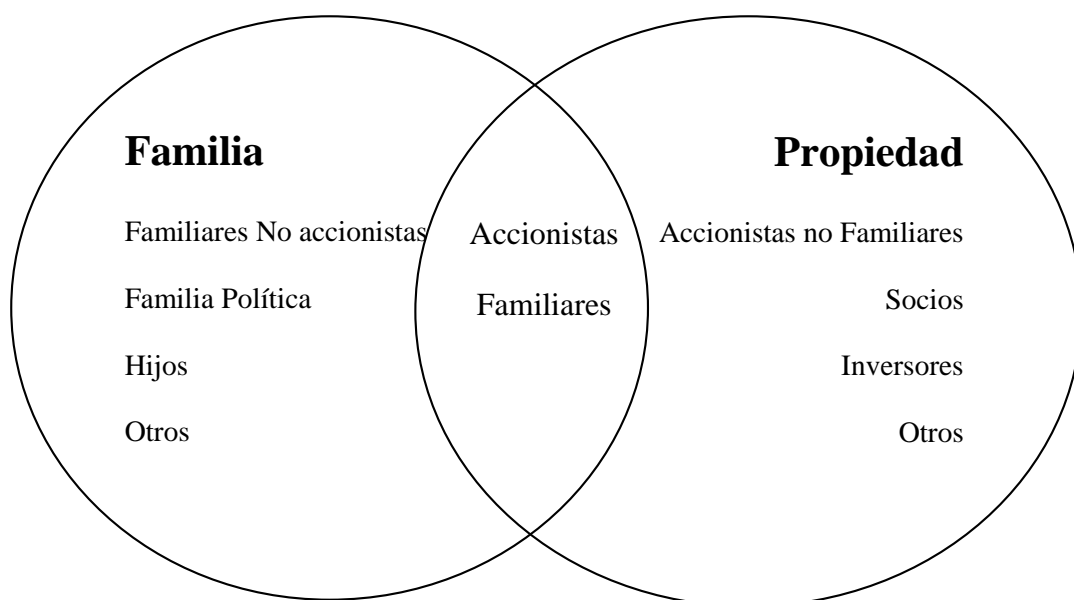 Familia
Familiares No accionistas
Familia Política
Hijos
Otros
Accionistas
Familiares
Propiedad
Accionistas no Familiares
Socios
Inversores
Otros